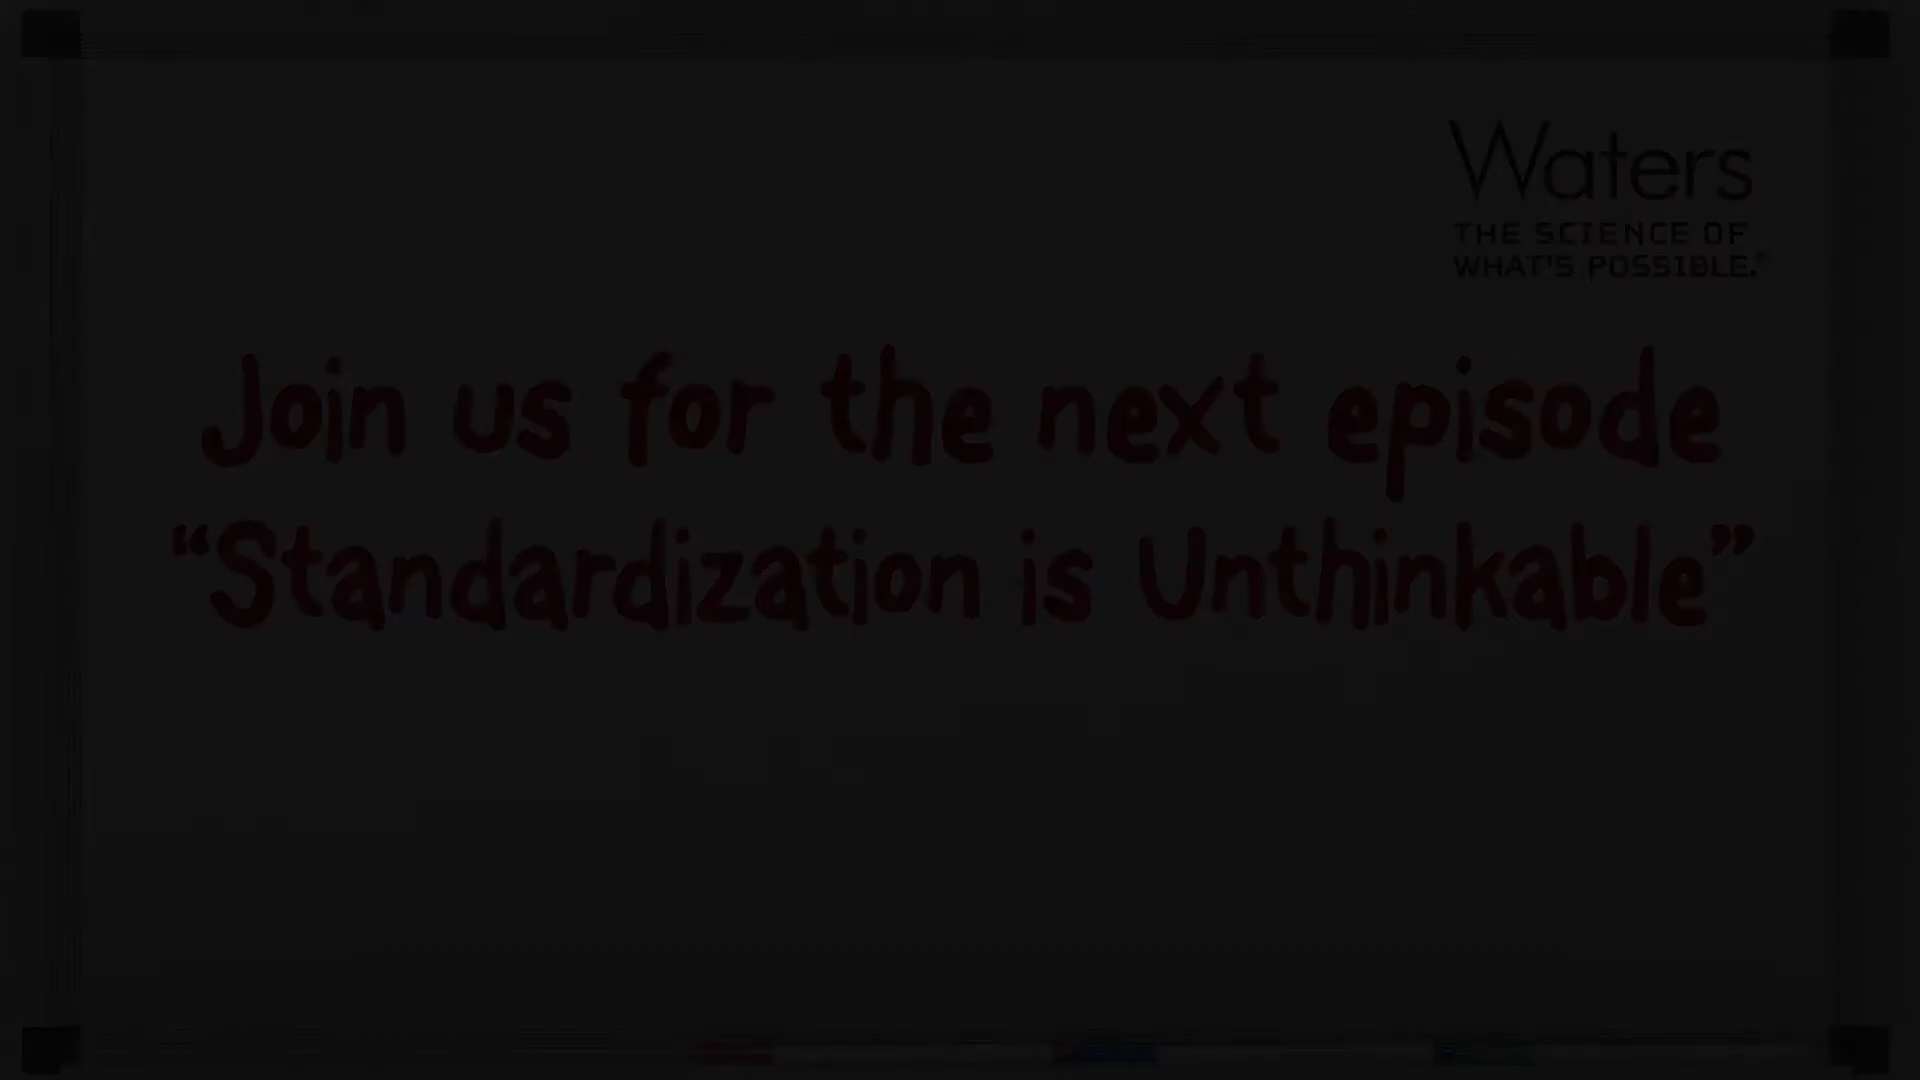 Waters
THE SCIENCE OF
WHAT'S POSSIBLE.®
Join us for the next episode
“Standardization is Unthinkable”